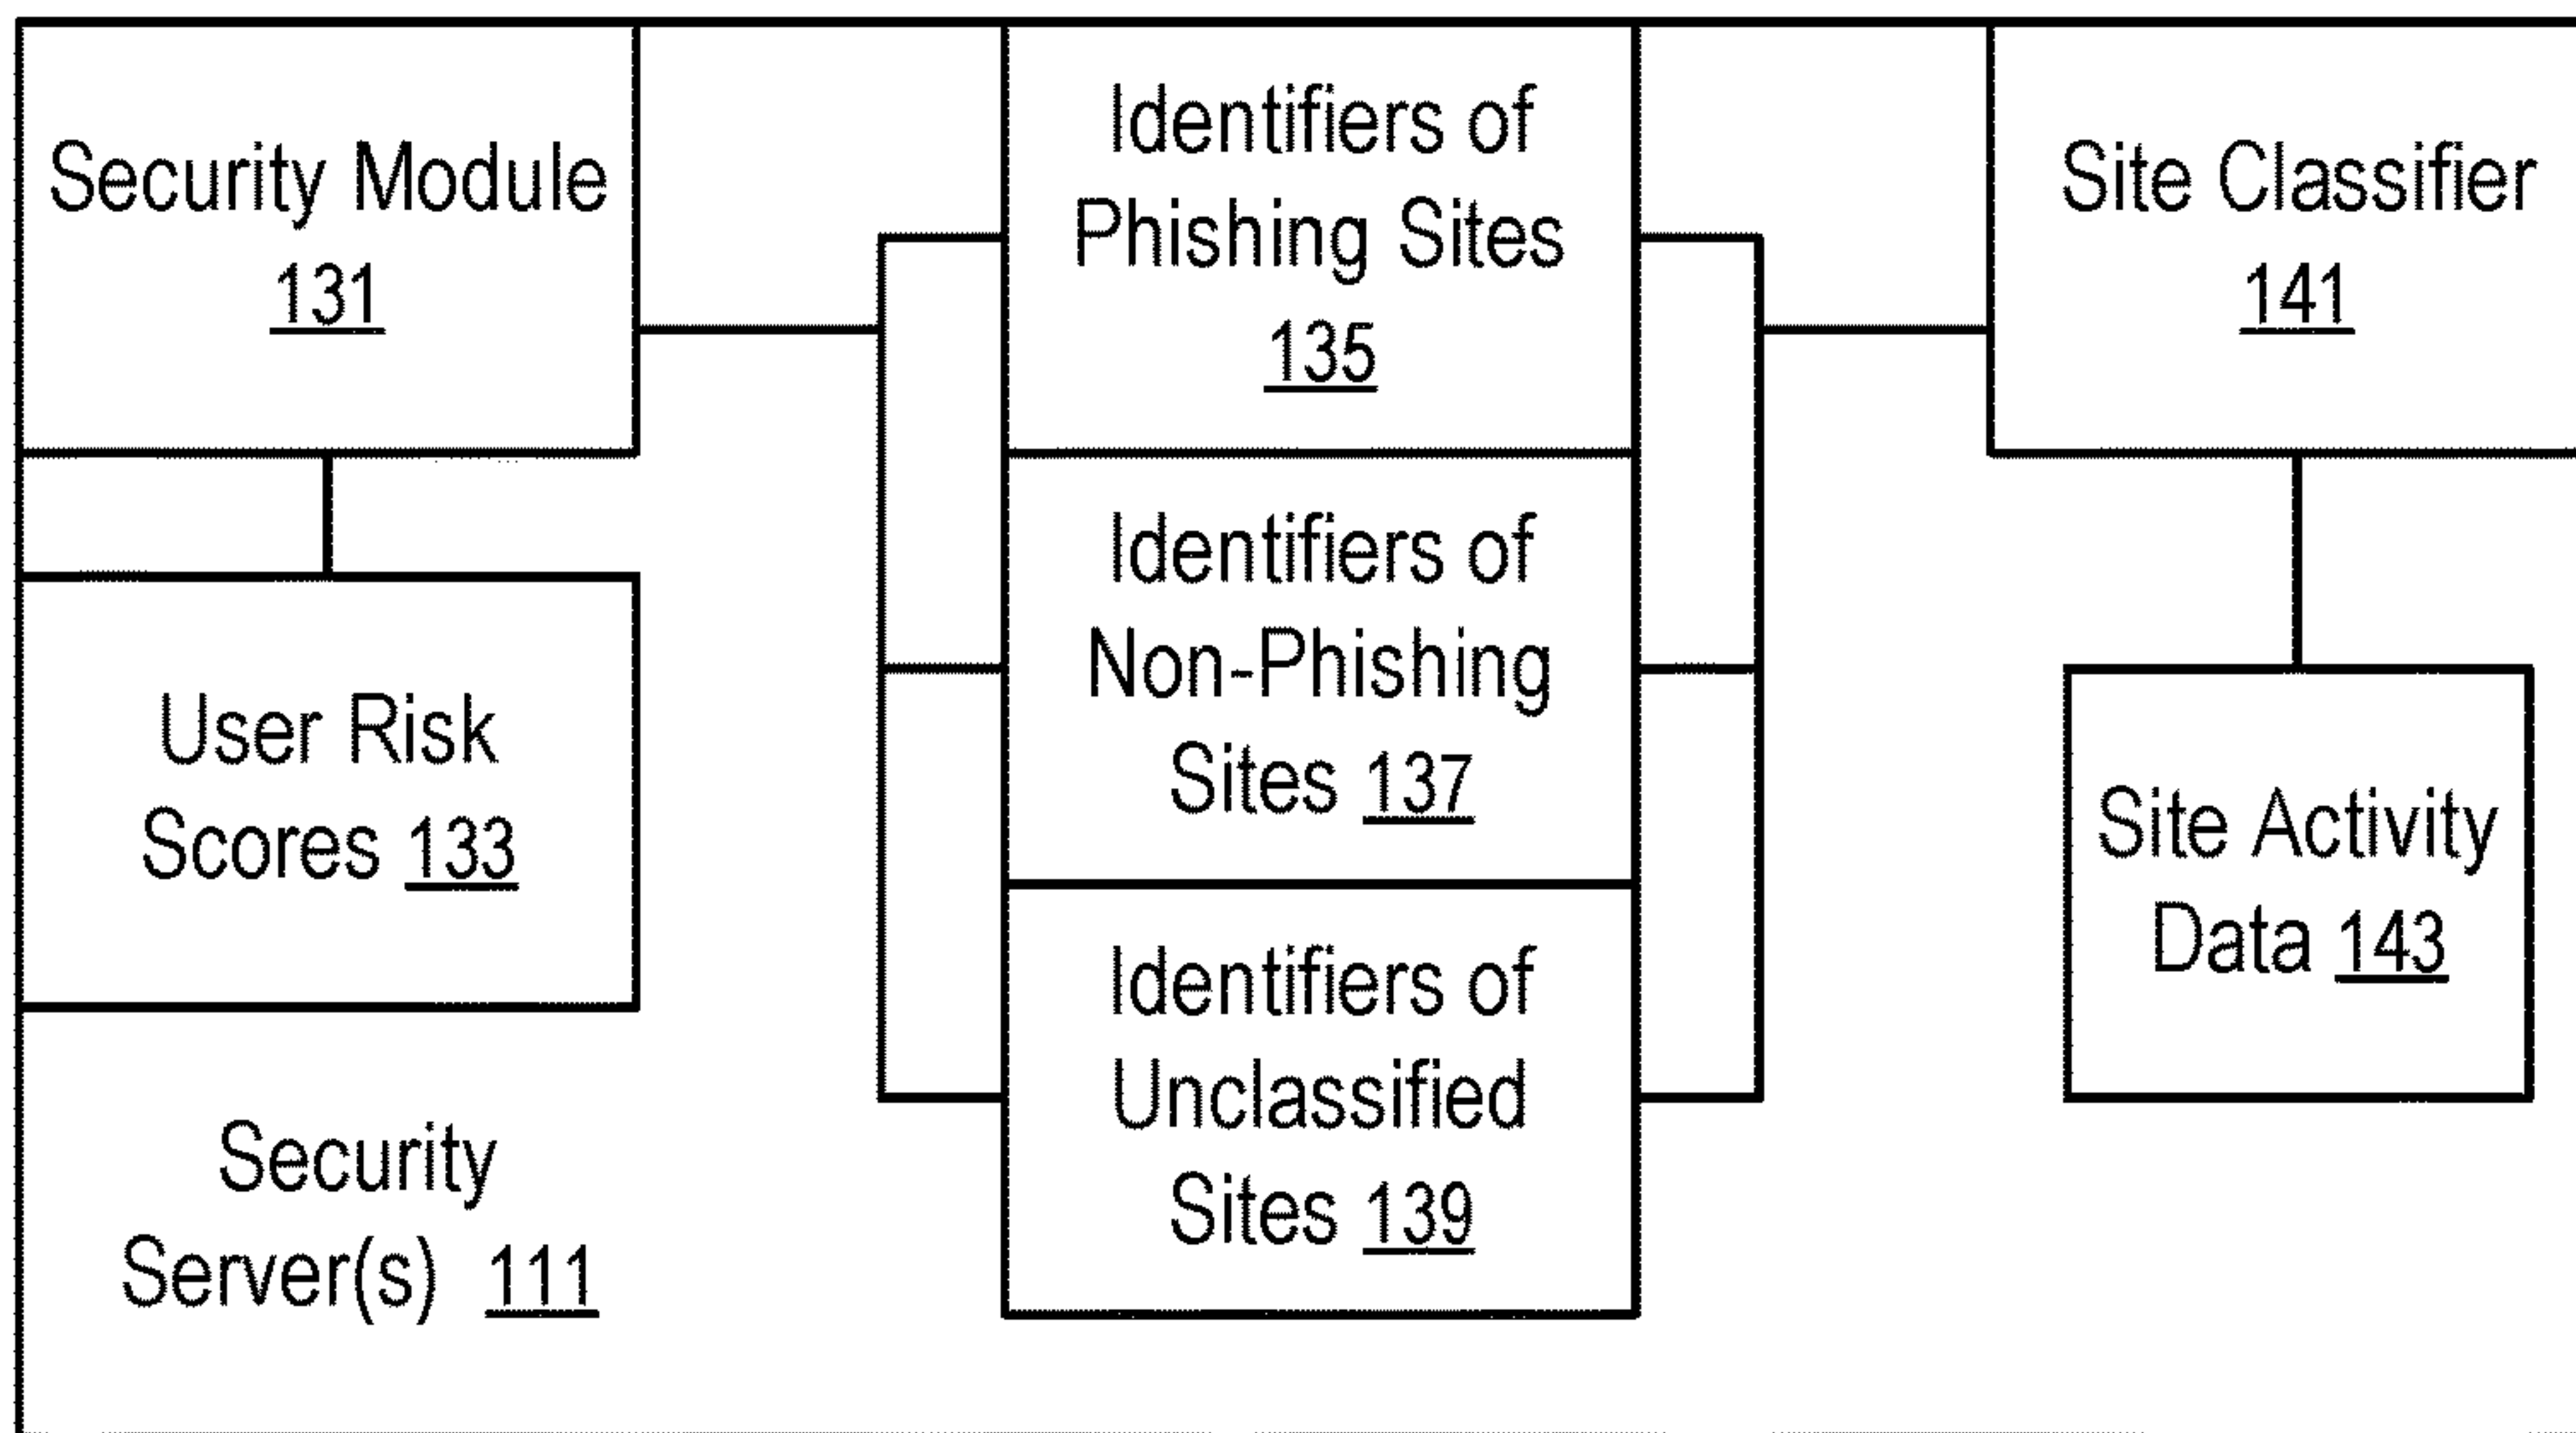 Security Module
131
User Risk
Scores 133
Security
Server(s) 111
Identifiers of
Phishing Sites
135
Identifiers of
Non-Phishing
Sites 137
Identifiers of
Unclassified
Sites 139
Site Classifier
141
Site Activity
Data 143